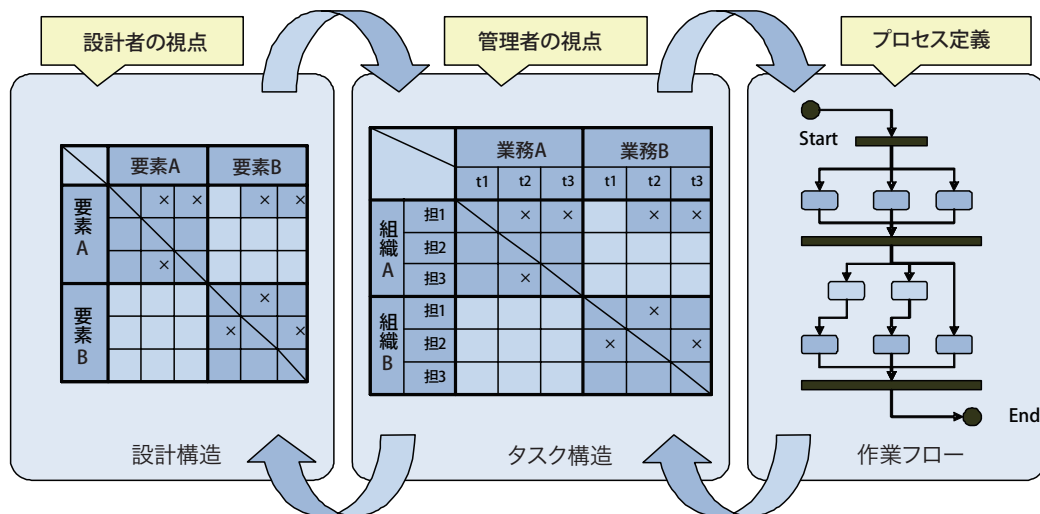 設計者の視点
管理者の視点
プロセス定義
要素A 要素B
要素A
× × × ×
×
要素B
×
× ×
設計構造
業務A 業務B
t1 t2 t3 t1 t2 t3
組織A
担1 × × × ×
担2
担3 ×
組織B
担1 ×
担2 × ×
担3
タスク構造
Start
End
作業フロー